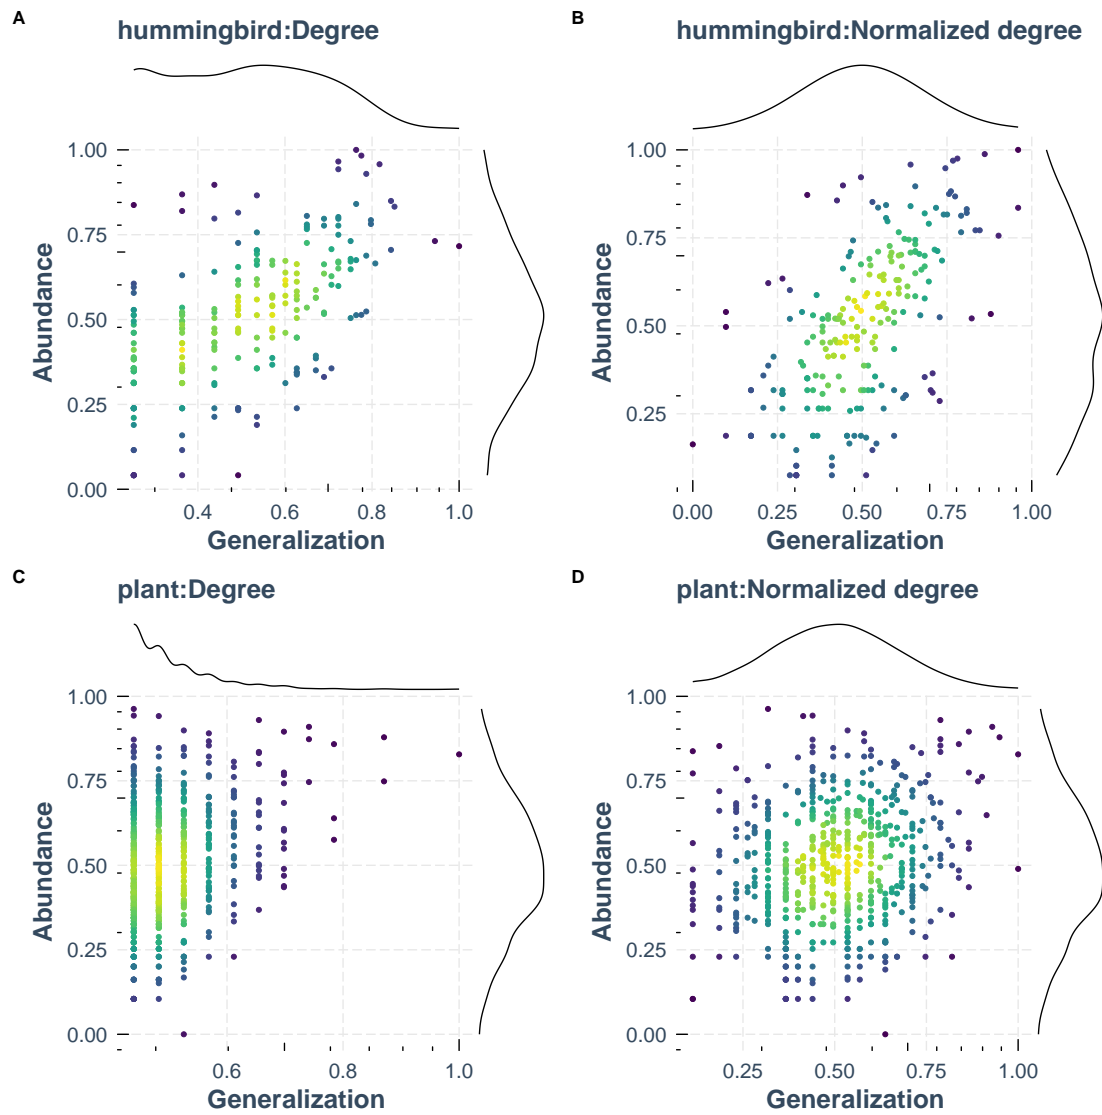 A
hummingbird:Degree
1.00
0.75
0.50
0.25
0.00
Abundance
0.4 0.6 0.8 1.0
Generalization
B
hummingbird:Normalized degree
1.00
0.75
0.50
0.25
Abundance
0.00 0.25 0.50 0.75 1.00
Generalization
C
plant:Degree
1.00
0.75
0.50
0.25
0.00
Abundance
0.6 0.8 1.0
Generalization
D
plant:Normalized degree
1.00
0.75
0.50
0.25
0.00
Abundance
0.25 0.50 0.75 1.00
Generalization